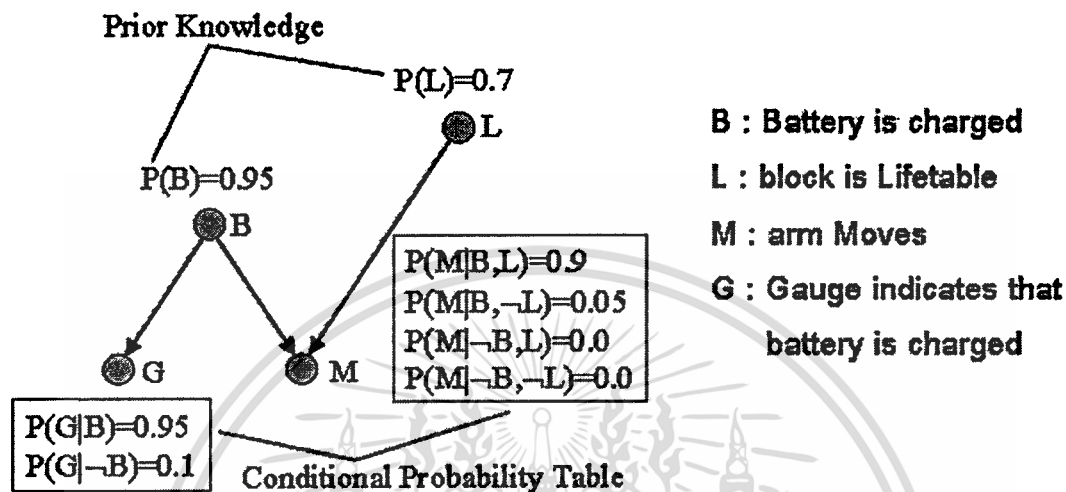 Prior Knowledge
P(L)=0.7
L
P(B)=0.95
B
G
M
P(M|B,L)=0.9
P(M|B,¬L)=0.05
P(M|¬B,L)=0.0
P(M|¬B,¬L)=0.0
P(G|B)=0.95
P(G|¬B)=0.1
Conditional Probability Table
B : Battery is charged
L : block is Lifetable
M : arm Moves
G : Gauge indicates that
battery is charged